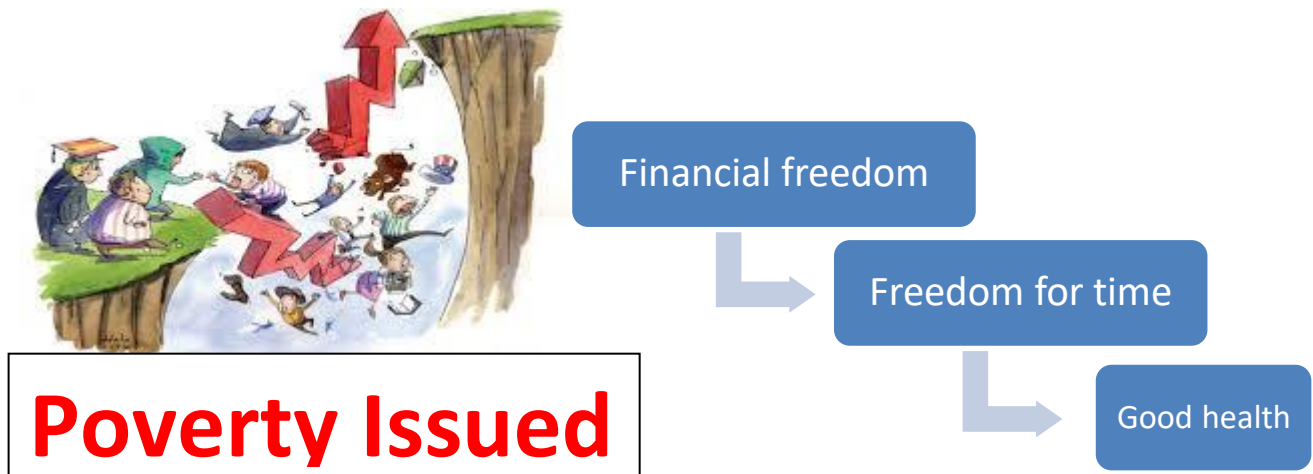 Financial freedom
Freedom for time
Good health
Poverty Issued